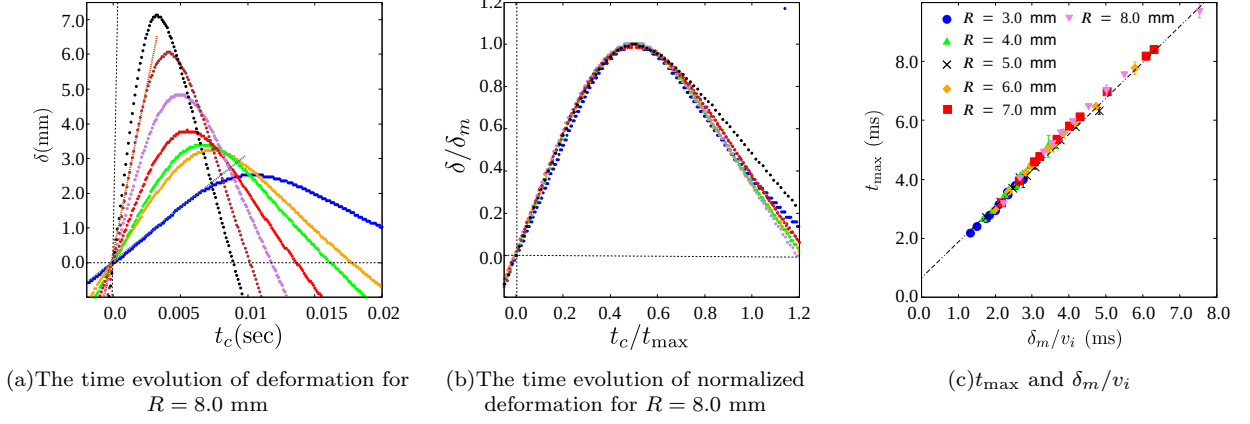 7.0
6.0
5.0
4.0
3.0
2.0
1.0
0.0
δ(mm)
0.0 0.005 0.01 0.015 0.02
t_c(sec)
(a)The time evolution of deformation for
R = 8.0 mm
1.2
1.0
0.8
0.6
0.4
0.2
0.0
δ/δ_m
0.0 0.2 0.4 0.6 0.8 1.0 1.2
t_c/t_max
(b)The time evolution of normalized
deformation for R = 8.0 mm
10.0
8.0
6.0
4.0
2.0
0.0
t_max (ms)
R = 3.0 mm
R = 4.0 mm
R = 5.0 mm
R = 6.0 mm
R = 7.0 mm
R = 8.0 mm
0.0 1.0 2.0 3.0 4.0 5.0 6.0 7.0 8.0
δ_m/v_i (ms)
(c)t_max and δ_m/v_i